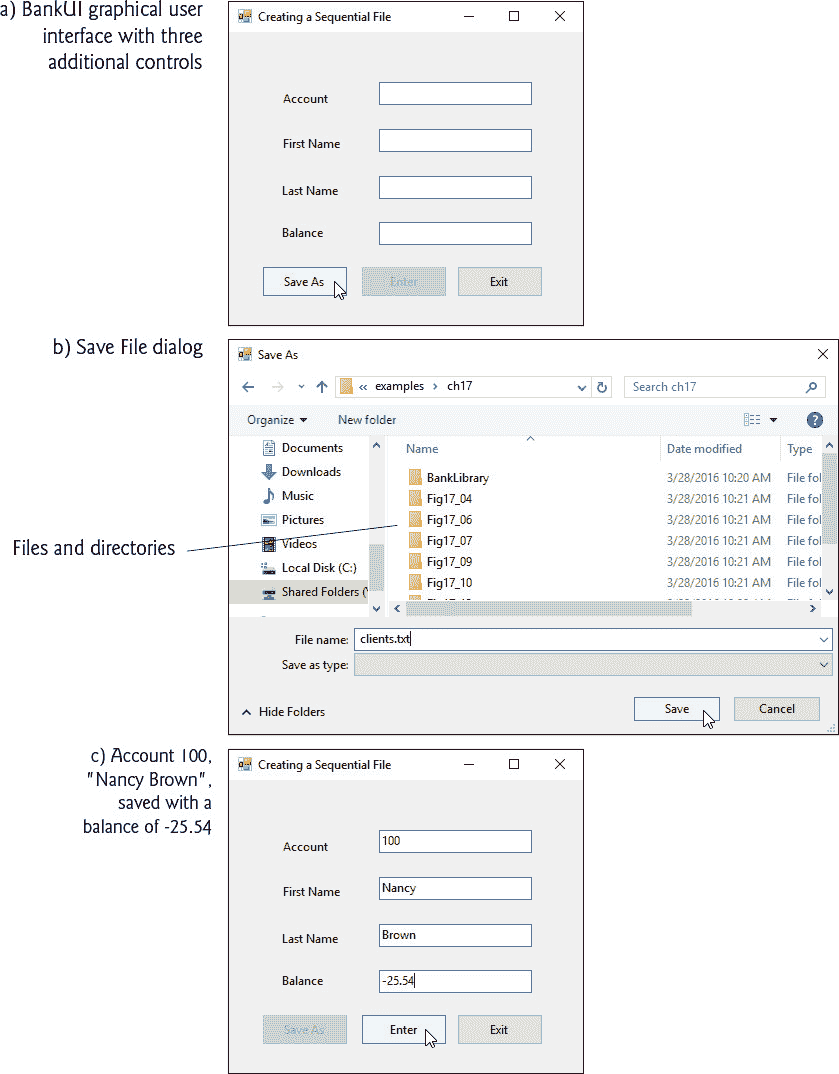 a) BankUI graphical user
interface with three
additional controls
Creating a Sequential File
Account
First Name
Last Name
Balance
Save As
Enter
Exit
b) Save File dialog
Save As
« examples > ch17
Search ch17
Organize
New folder
?
Name
Date modified
Type
Documents
Downloads
Music
Pictures
Videos
Local Disk (C:)
Shared Folders (
BankLibrary 3/28/2016 10:20 AM File fol
Fig17_04 3/28/2016 10:21 AM File fol
Fig17_06 3/28/2016 10:21 AM File fol
Fig17_07 3/28/2016 10:21 AM File fol
Fig17_09 3/28/2016 10:21 AM File fol
Fig17_10 3/28/2016 10:21 AM File fol
Files and directories
File name: clients.txt
Save as type:
Hide Folders
Save
Cancel
c) Account 100,
"Nancy Brown",
saved with a
balance of -25.54
Creating a Sequential File
Account 100
First Name Nancy
Last Name Brown
Balance -25.54
Save As
Enter
Exit